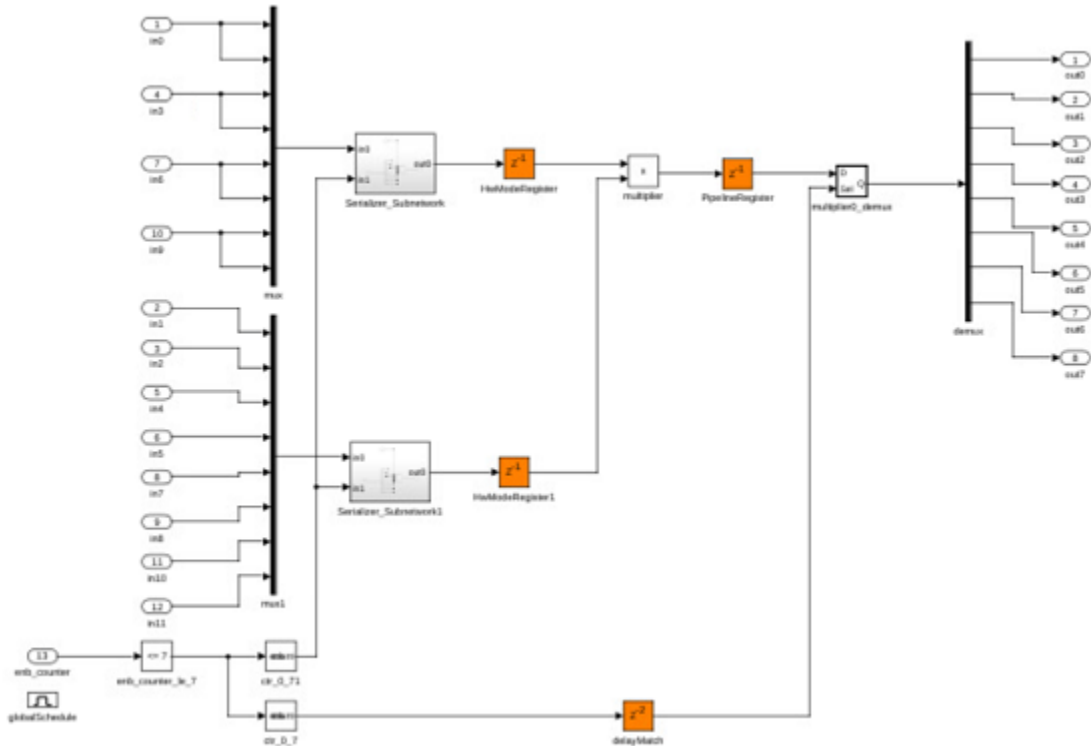 1
in0
4
in3
7
in6
10
in9
mux
2
in1
3
in2
5
in4
6
in5
8
in7
9
in8
11
in10
12
in11
mux1
13
enb_counter
<= 7
enb_counter_le_7
ctr_0_71
ctr_0_7
globalSchedule
in0
in1
out0
Serializer_Subnetwork
z-1
HwModeRegister
in0
in1
out0
Serializer_Subnetwork1
z-1
HwModeRegister1
x
multiplier
z-1
PipelineRegister
D
Sel
Q
multiplier0_demux
z-2
delayMatch
demux
1
out0
2
out1
3
out2
4
out3
5
out4
6
out5
7
out6
8
out7